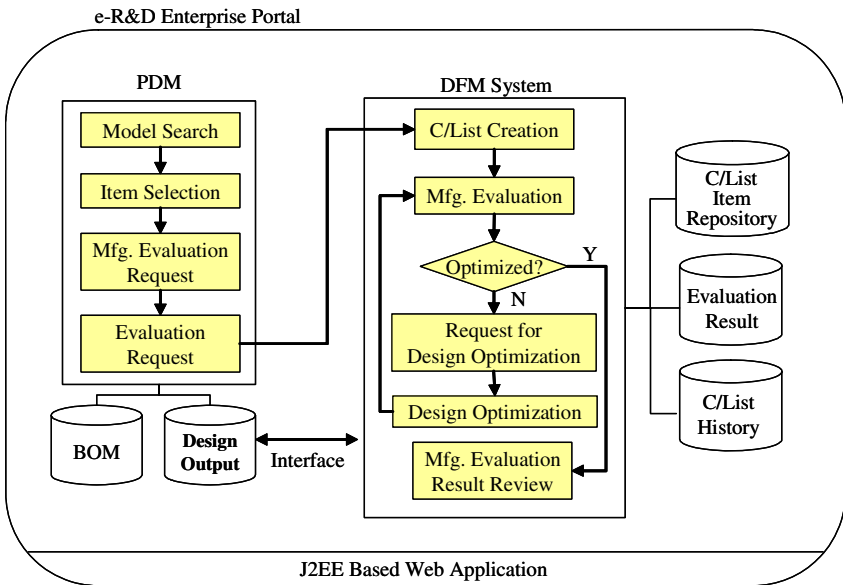 e-R&D Enterprise Portal
PDM
Model Search
Item Selection
Mfg. Evaluation
Request
Evaluation
Request
BOM
Design
Output
Interface
DFM System
C/List Creation
Mfg. Evaluation
Optimized?
Y
N
Request for
Design Optimization
Design Optimization
Mfg. Evaluation
Result Review
C/List
Item
Repository
Evaluation
Result
C/List
History
J2EE Based Web Application